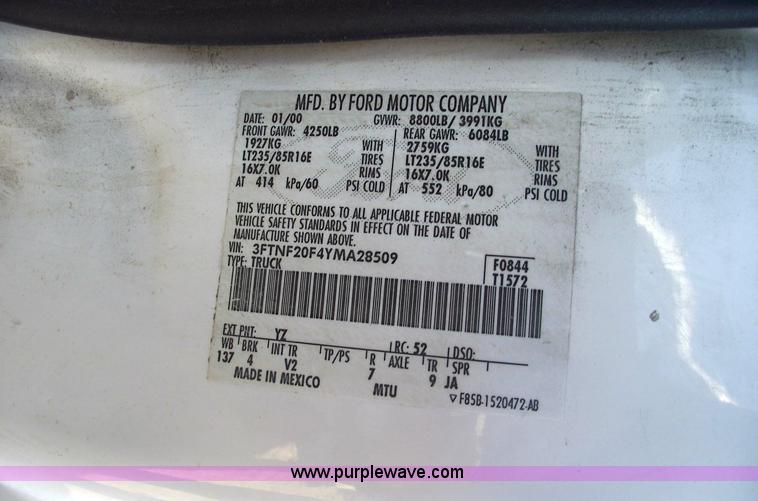 MFD. BY FORD MOTOR COMPANY
DATE: 01/00 GVWR: 8800LB/ 3991KG
FRONT GAWR: 4250LB REAR GAWR: 6084LB
1927KG WITH 2759KG WITH
LT235/85R16E TIRES LT235/85R16E TIRES
16X7.0K RIMS 16X7.0K RIMS
AT 414 kPa/60 PSI COLD AT 552 kPa/80 PSI COLD
THIS VEHICLE CONFORMS TO ALL APPLICABLE FEDERAL MOTOR
VEHICLE SAFETY STANDARDS IN EFFECT ON THE DATE OF
MANUFACTURE SHOWN ABOVE.
VIN: 3FTNF20F4YMA28509 F0844
TYPE: TRUCK T1572
EXT PNT: YZ RC: 52 DSO:
WB BRK INT TR TP/PS R AXLE TR SPR
137 4 V2 7 9 JA
MADE IN MEXICO MTU ▽ F85B-1520472-AB
www.purplewave.com